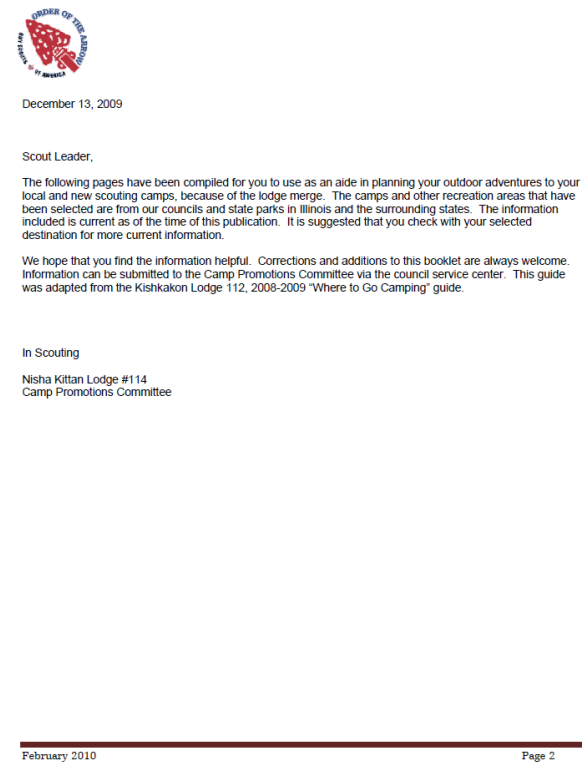 ORDER OF THE ARROW
BOY SCOUTS OF AMERICA
December 13, 2009
Scout Leader,
The following pages have been compiled for you to use as an aide in planning your outdoor adventures to your
local and new scouting camps, because of the lodge merge.  The camps and other recreation areas that have
been selected are from our councils and state parks in Illinois and the surrounding states.  The information
included is current as of the time of this publication.  It is suggested that you check with your selected
destination for more current information.
We hope that you find the information helpful.  Corrections and additions to this booklet are always welcome.
Information can be submitted to the Camp Promotions Committee via the council service center.  This guide
was adapted from the Kishkakon Lodge 112, 2008-2009 “Where to Go Camping” guide.
In Scouting
Nisha Kittan Lodge #114
Camp Promotions Committee
February 2010
Page 2